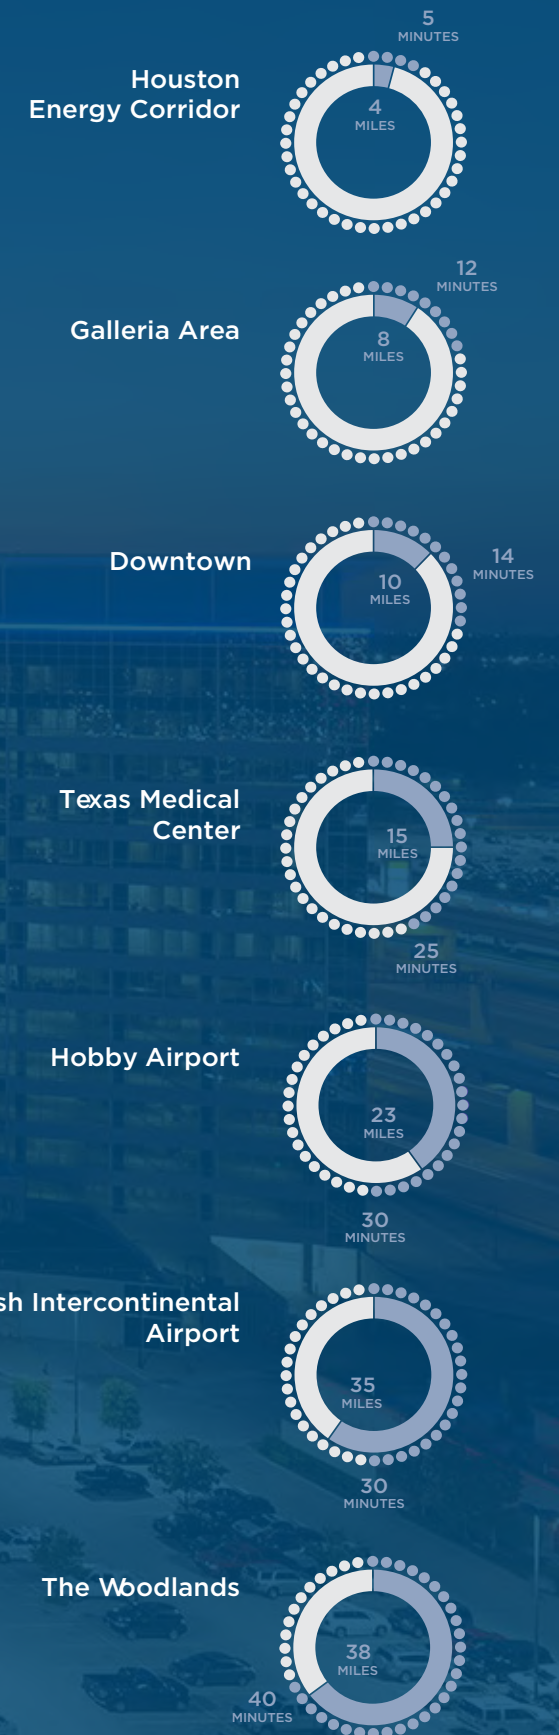 5
MINUTES
Houston
Energy Corridor
4
MILES
12
MINUTES
Galleria Area
8
MILES
Downtown
14
MINUTES
10
MILES
Texas Medical
Center
15
MILES
25
MINUTES
Hobby Airport
23
MILES
30
MINUTES
sh Intercontinental
Airport
35
MILES
30
MINUTES
The Woodlands
38
MILES
40
MINUTES